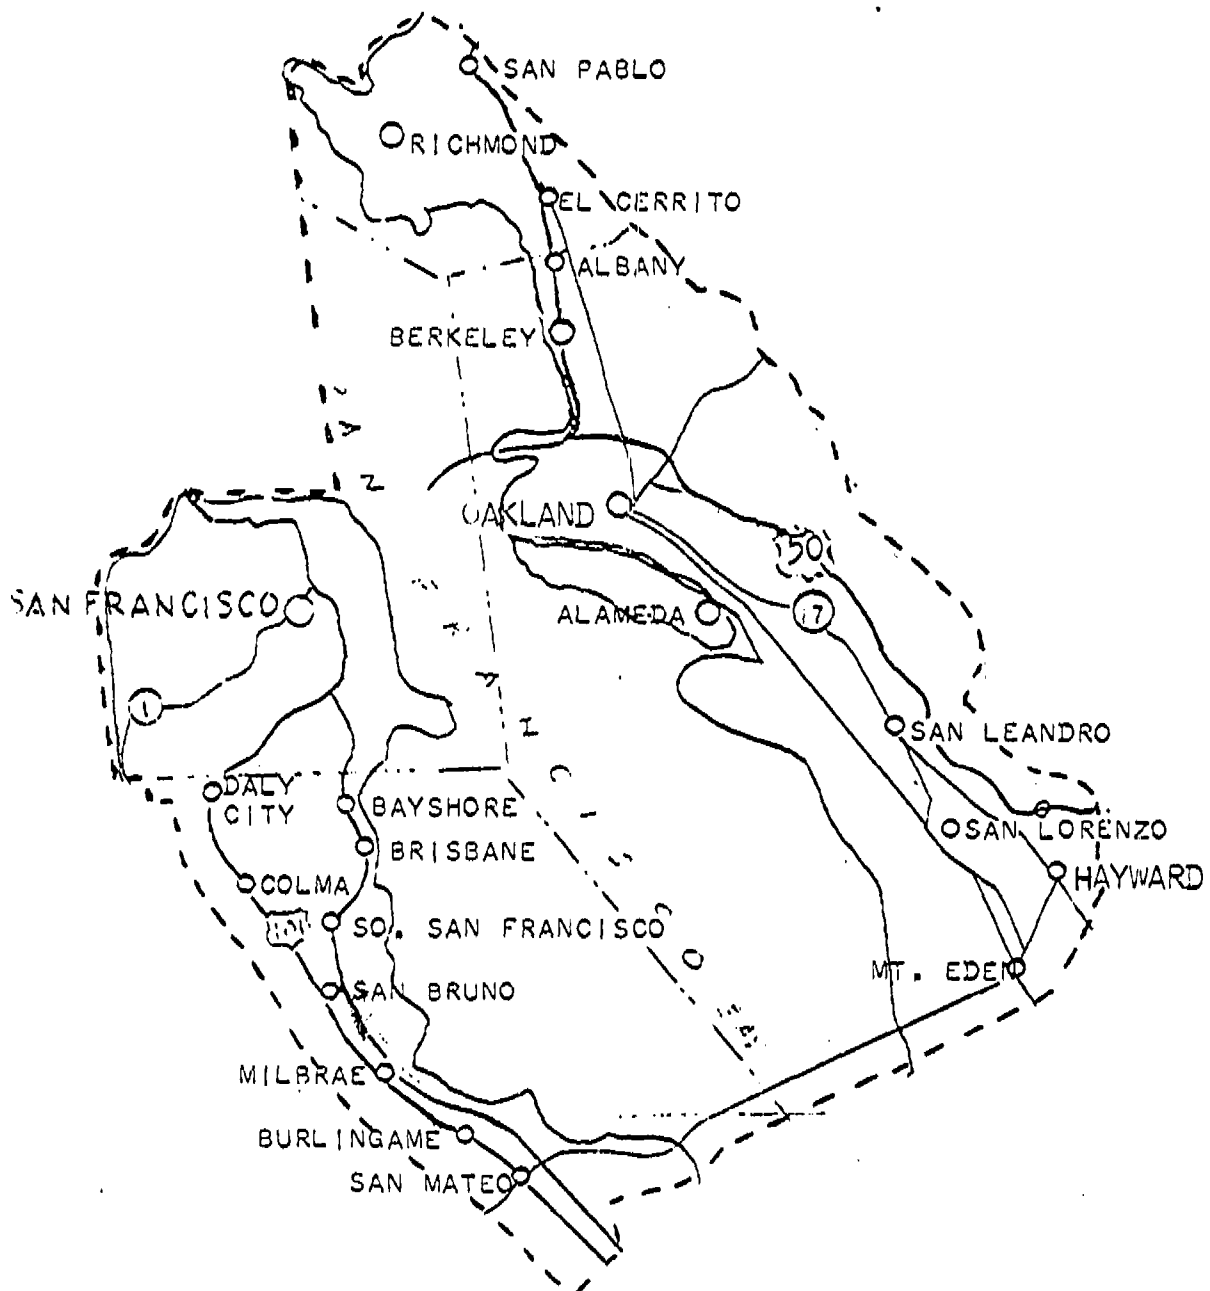 SAN PABLO
RICHMOND
EL CERRITO
ALBANY
BERKELEY
OAKLAND
50
SAN FRANCISCO
ALAMEDA
17
1
SAN LEANDRO
DALY
CITY
BAYSHORE
SAN LORENZO
BRISBANE
HAYWARD
COLMA
101
SO. SAN FRANCISCO
MT. EDEN
SAN BRUNO
MILBRAE
BURLINGAME
SAN MATEO